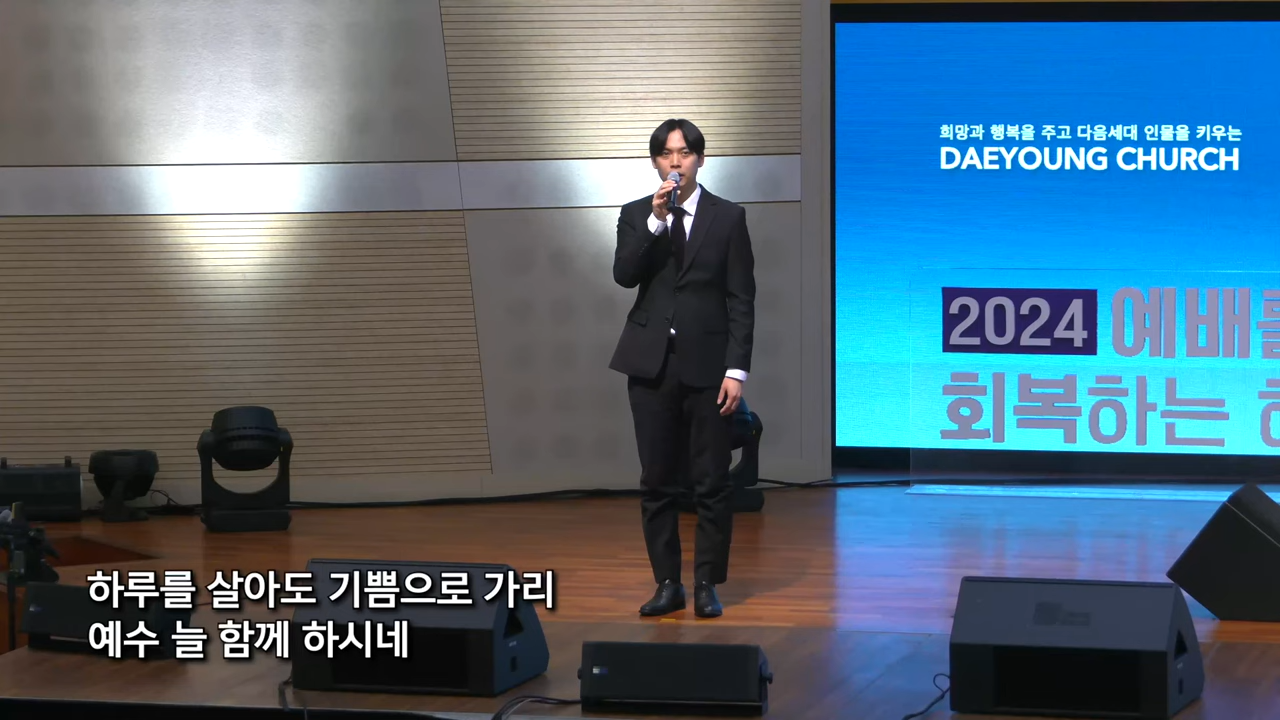 희망과 행복을 주고 다음세대 인물을 키우는
DAEYOUNG CHURCH
2024 예배를
회복하는
하루를 살아도 기쁨으로 가리
예수 늘 함께 하시네